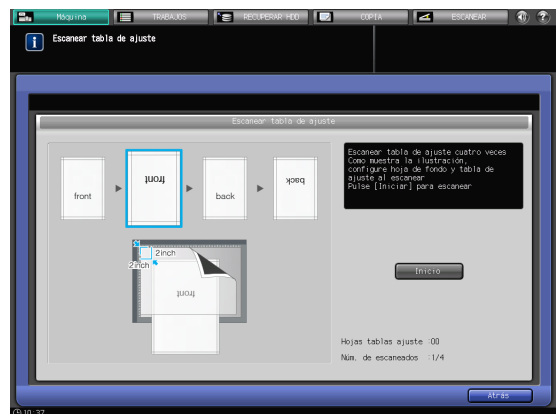 Máquina
TRABAJOS
RECUPERAR HDD
COPIA
ESCANEAR
Escanear tabla de ajuste
Escanear tabla de ajuste
front
front
back
back
2inch
2inch
front
Escanear tabla de ajuste cuatro veces
Como muestra la ilustración,
configure hoja de fondo y tabla de
ajuste al escanear
Pulse [Iniciar] para escanear
Inicio
Hojas tablas ajuste :00
Núm. de escaneados :1/4
Atrás
10:37